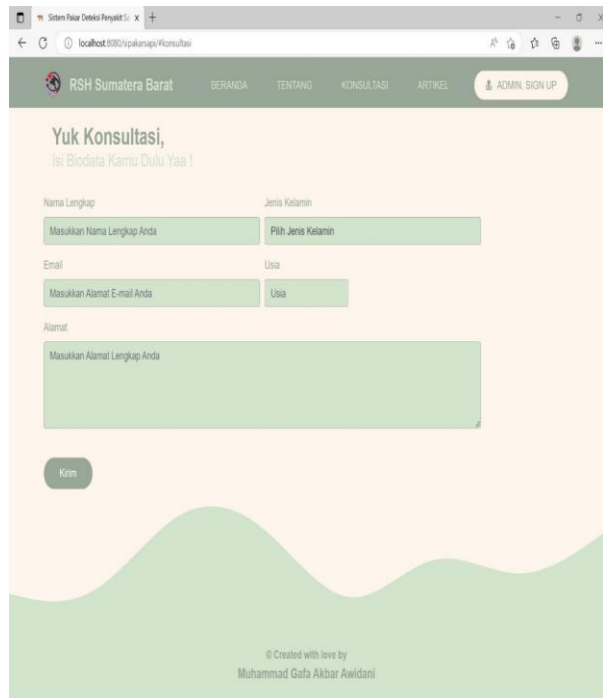 Sistem Pakar Deteksi Penyakit Sa
localhost:8080/sipakarsapi/#konsultasi
RSH Sumatera Barat
BERANDA
TENTANG
KONSULTASI
ARTIKEL
ADMIN, SIGN UP
Yuk Konsultasi,
Isi Biodata Kamu Dulu Yaa !
Nama Lengkap
Jenis Kelamin
Masukkan Nama Lengkap Anda
Pilih Jenis Kelamin
Email
Usia
Masukkan Alamat E-mail Anda
Usia
Alamat
Masukkan Alamat Lengkap Anda
Kirim
© Created with love by
Muhammad Gafa Akbar Awidani